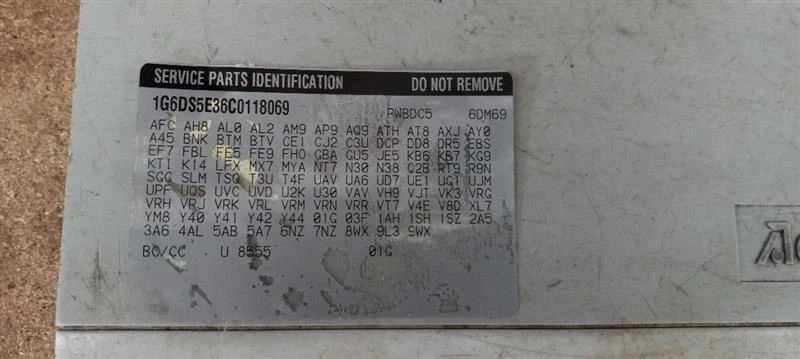 SERVICE PARTS IDENTIFICATION DO NOT REMOVE
1G6DS5E36C0118069 PWBDC5 6DM69
AFC AH8 AL0 AL2 AM9 AP9 AQ9 ATH AT8 AXJ AY0
A45 BNK BTM BTV CE1 CJ2 C3U DCP DD8 DR5 EBS
EF7 FBL FE5 FE9 FHO GBA GU5 JE5 KB6 KB7 KG9
KTI K14 LFX MX7 MYA NT7 N30 N38 Q2B RT9 R9N
SGC SLM TSQ T3U T4F UAV UA6 UD7 UE1 UG1 UJM
UPF UQS UVC UVD U2K U30 VAV VH9 VJT VK3 VRG
VRH VRJ VRK VRL VRM VRN VRR VT7 V4E V8D XL7
YM8 Y40 Y41 Y42 Y44 01G 03F 1AH 1SH 1SZ 2A5
3A6 4AL 5AB 5A7 6NZ 7NZ 8WX 9L3 9WX
BC/CC U 8555 01G